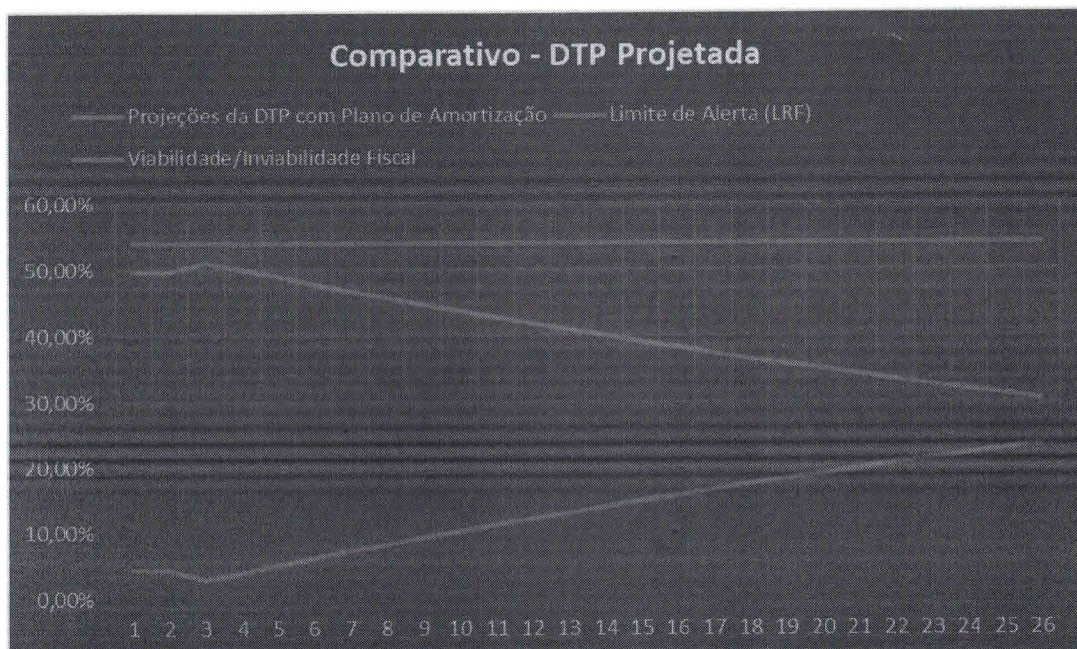 Comparativo - DTP Projetada
Projeções da DTP com Plano de Amortização Limite de Alerta (LRF)
Viabilidade/Inviabilidade Fiscal
60,00%
50,00%
40,00%
30,00%
20,00%
10,00%
0,00%
1 2 3 4 5 6 7 8 9 10 11 12 13 14 15 16 17 18 19 20 21 22 23 24 25 26